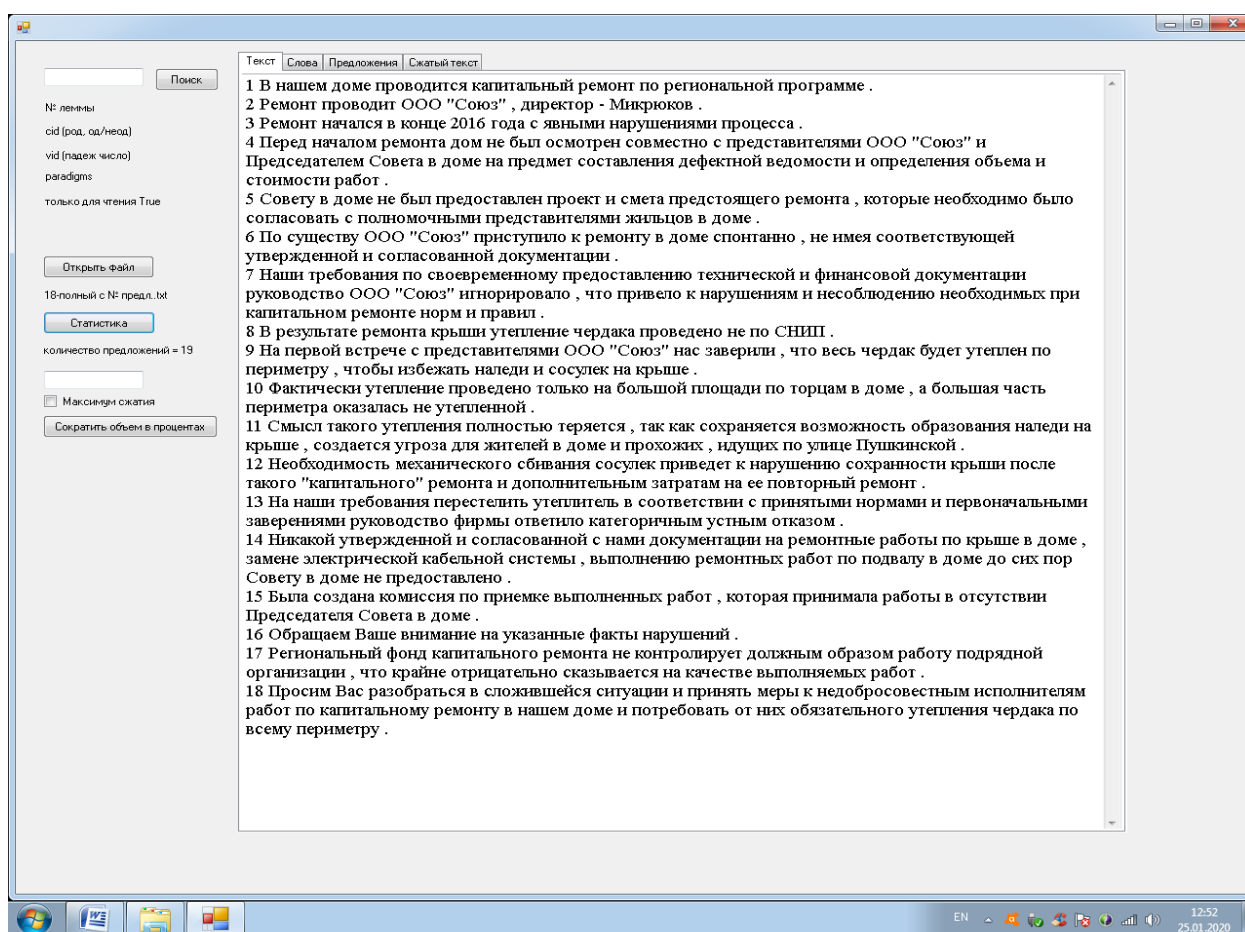 Поиск
№ леммы
cid (род, од/неод)
vid (падеж число)
paradigms
только для чтения True
Открыть файл
18-полный с № предл..txt
Статистика
количество предложений = 19
Максимум сжатия
Сократить объем в процентах
Текст Слова Предложения Сжатый текст
1 В нашем доме проводится капитальный ремонт по региональной программе .
2 Ремонт проводит ООО "Союз" , директор - Микрюков .
3 Ремонт начался в конце 2016 года с явными нарушениями процесса .
4 Перед началом ремонта дом не был осмотрен совместно с представителями ООО "Союз" и
Председателем Совета в доме на предмет составления дефектной ведомости и определения объема и
стоимости работ .
5 Совету в доме не был предоставлен проект и смета предстоящего ремонта , которые необходимо было
согласовать с полномочными представителями жильцов в доме .
6 По существу ООО "Союз" приступило к ремонту в доме спонтанно , не имея соответствующей
утвержденной и согласованной документации .
7 Наши требования по своевременному предоставлению технической и финансовой документации
руководство ООО "Союз" игнорировало , что привело к нарушениям и несоблюдению необходимых при
капитальном ремонте норм и правил .
8 В результате ремонта крыши утепление чердака проведено не по СНИП .
9 На первой встрече с представителями ООО "Союз" нас заверили , что весь чердак будет утеплен по
периметру , чтобы избежать наледи и сосулек на крыше .
10 Фактически утепление проведено только на большой площади по торцам в доме , а большая часть
периметра оказалась не утепленной .
11 Смысл такого утепления полностью теряется , так как сохраняется возможность образования наледи на
крыше , создается угроза для жителей в доме и прохожих , идущих по улице Пушкинской .
12 Необходимость механического сбивания сосулек приведет к нарушению сохранности крыши после
такого "капитального" ремонта и дополнительным затратам на ее повторный ремонт .
13 На наши требования перестелить утеплитель в соответствии с принятыми нормами и первоначальными
заверениями руководство фирмы ответило категоричным устным отказом .
14 Никакой утвержденной и согласованной с нами документации на ремонтные работы по крыше в доме ,
замене электрической кабельной системы , выполнению ремонтных работ по подвалу в доме до сих пор
Совету в доме не предоставлено .
15 Была создана комиссия по приемке выполненных работ , которая принимала работы в отсутствии
Председателя Совета в доме .
16 Обращаем Ваше внимание на указанные факты нарушений .
17 Региональный фонд капитального ремонта не контролирует должным образом работу подрядной
организации , что крайне отрицательно сказывается на качестве выполняемых работ .
18 Просим Вас разобраться в сложившейся ситуации и принять меры к недобросовестным исполнителям
работ по капитальному ремонту в нашем доме и потребовать от них обязательного утепления чердака по
всему периметру .
EN
12:52
25.01.2020